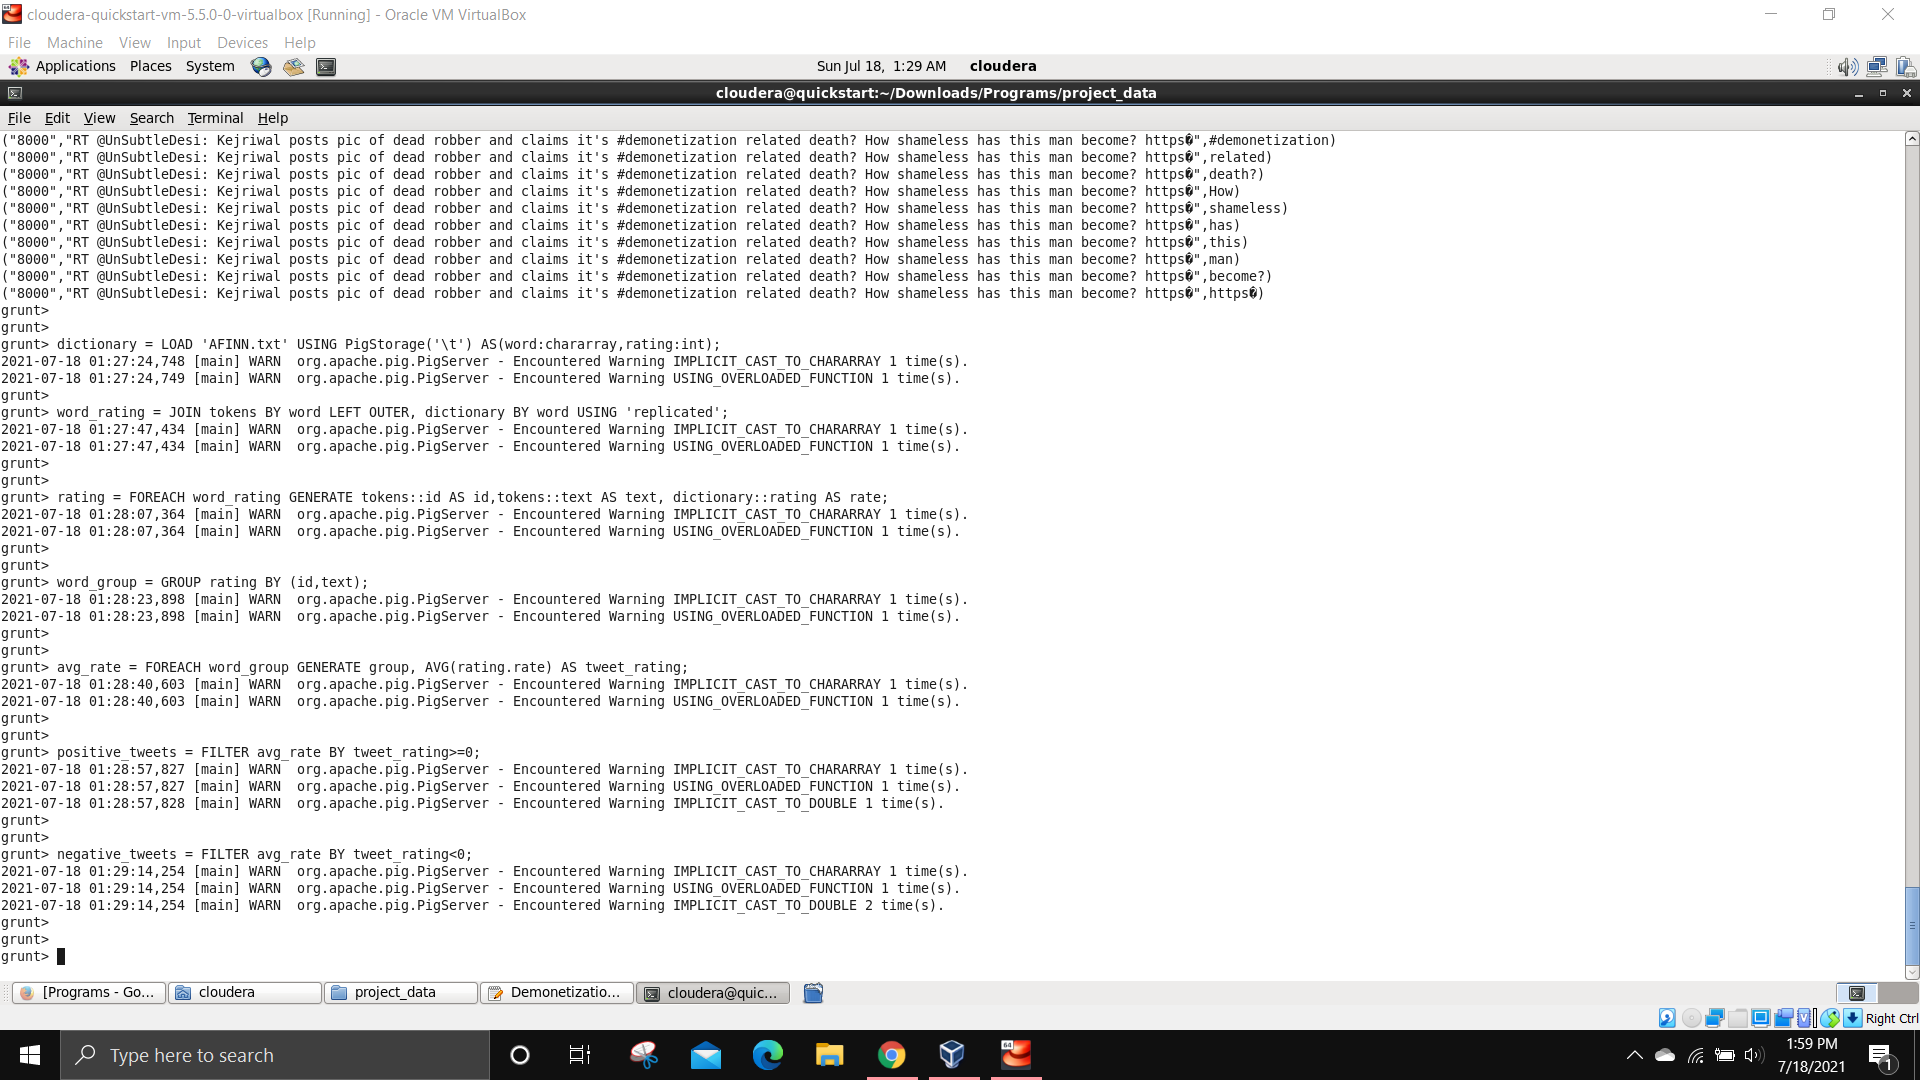 cloudera-quickstart-vm-5.5.0-0-virtualbox [Running] - Oracle VM VirtualBox
File Machine View Input Devices Help
Applications Places System Sun Jul 18, 1:29 AM cloudera
cloudera@quickstart:~/Downloads/Programs/project_data
File Edit View Search Terminal Help
("8000","RT @UnSubtleDesi: Kejriwal posts pic of dead robber and claims it's #demonetization related death? How shameless has this man become? https�",#demonetization)
("8000","RT @UnSubtleDesi: Kejriwal posts pic of dead robber and claims it's #demonetization related death? How shameless has this man become? https�",related)
("8000","RT @UnSubtleDesi: Kejriwal posts pic of dead robber and claims it's #demonetization related death? How shameless has this man become? https�",death?)
("8000","RT @UnSubtleDesi: Kejriwal posts pic of dead robber and claims it's #demonetization related death? How shameless has this man become? https�",How)
("8000","RT @UnSubtleDesi: Kejriwal posts pic of dead robber and claims it's #demonetization related death? How shameless has this man become? https�",shameless)
("8000","RT @UnSubtleDesi: Kejriwal posts pic of dead robber and claims it's #demonetization related death? How shameless has this man become? https�",has)
("8000","RT @UnSubtleDesi: Kejriwal posts pic of dead robber and claims it's #demonetization related death? How shameless has this man become? https�",this)
("8000","RT @UnSubtleDesi: Kejriwal posts pic of dead robber and claims it's #demonetization related death? How shameless has this man become? https�",man)
("8000","RT @UnSubtleDesi: Kejriwal posts pic of dead robber and claims it's #demonetization related death? How shameless has this man become? https�",become?)
("8000","RT @UnSubtleDesi: Kejriwal posts pic of dead robber and claims it's #demonetization related death? How shameless has this man become? https�",https�)
grunt>
grunt>
grunt> dictionary = LOAD 'AFINN.txt' USING PigStorage('\t') AS(word:chararray,rating:int);
2021-07-18 01:27:24,748 [main] WARN  org.apache.pig.PigServer - Encountered Warning IMPLICIT_CAST_TO_CHARARRAY 1 time(s).
2021-07-18 01:27:24,749 [main] WARN  org.apache.pig.PigServer - Encountered Warning USING_OVERLOADED_FUNCTION 1 time(s).
grunt>
grunt> word_rating = JOIN tokens BY word LEFT OUTER, dictionary BY word USING 'replicated';
2021-07-18 01:27:47,434 [main] WARN  org.apache.pig.PigServer - Encountered Warning IMPLICIT_CAST_TO_CHARARRAY 1 time(s).
2021-07-18 01:27:47,434 [main] WARN  org.apache.pig.PigServer - Encountered Warning USING_OVERLOADED_FUNCTION 1 time(s).
grunt>
grunt>
grunt> rating = FOREACH word_rating GENERATE tokens::id AS id,tokens::text AS text, dictionary::rating AS rate;
2021-07-18 01:28:07,364 [main] WARN  org.apache.pig.PigServer - Encountered Warning IMPLICIT_CAST_TO_CHARARRAY 1 time(s).
2021-07-18 01:28:07,364 [main] WARN  org.apache.pig.PigServer - Encountered Warning USING_OVERLOADED_FUNCTION 1 time(s).
grunt>
grunt>
grunt> word_group = GROUP rating BY (id,text);
2021-07-18 01:28:23,898 [main] WARN  org.apache.pig.PigServer - Encountered Warning IMPLICIT_CAST_TO_CHARARRAY 1 time(s).
2021-07-18 01:28:23,898 [main] WARN  org.apache.pig.PigServer - Encountered Warning USING_OVERLOADED_FUNCTION 1 time(s).
grunt>
grunt>
grunt> avg_rate = FOREACH word_group GENERATE group, AVG(rating.rate) AS tweet_rating;
2021-07-18 01:28:40,603 [main] WARN  org.apache.pig.PigServer - Encountered Warning IMPLICIT_CAST_TO_CHARARRAY 1 time(s).
2021-07-18 01:28:40,603 [main] WARN  org.apache.pig.PigServer - Encountered Warning USING_OVERLOADED_FUNCTION 1 time(s).
grunt>
grunt>
grunt> positive_tweets = FILTER avg_rate BY tweet_rating>=0;
2021-07-18 01:28:57,827 [main] WARN  org.apache.pig.PigServer - Encountered Warning IMPLICIT_CAST_TO_CHARARRAY 1 time(s).
2021-07-18 01:28:57,827 [main] WARN  org.apache.pig.PigServer - Encountered Warning USING_OVERLOADED_FUNCTION 1 time(s).
2021-07-18 01:28:57,828 [main] WARN  org.apache.pig.PigServer - Encountered Warning IMPLICIT_CAST_TO_DOUBLE 1 time(s).
grunt>
grunt>
grunt> negative_tweets = FILTER avg_rate BY tweet_rating<0;
2021-07-18 01:29:14,254 [main] WARN  org.apache.pig.PigServer - Encountered Warning IMPLICIT_CAST_TO_CHARARRAY 1 time(s).
2021-07-18 01:29:14,254 [main] WARN  org.apache.pig.PigServer - Encountered Warning USING_OVERLOADED_FUNCTION 1 time(s).
2021-07-18 01:29:14,254 [main] WARN  org.apache.pig.PigServer - Encountered Warning IMPLICIT_CAST_TO_DOUBLE 2 time(s).
grunt>
grunt>
grunt>
[Programs - Go... cloudera project_data Demonetizatio... cloudera@quic...
Right Ctrl
Type here to search
1:59 PM
7/18/2021
1